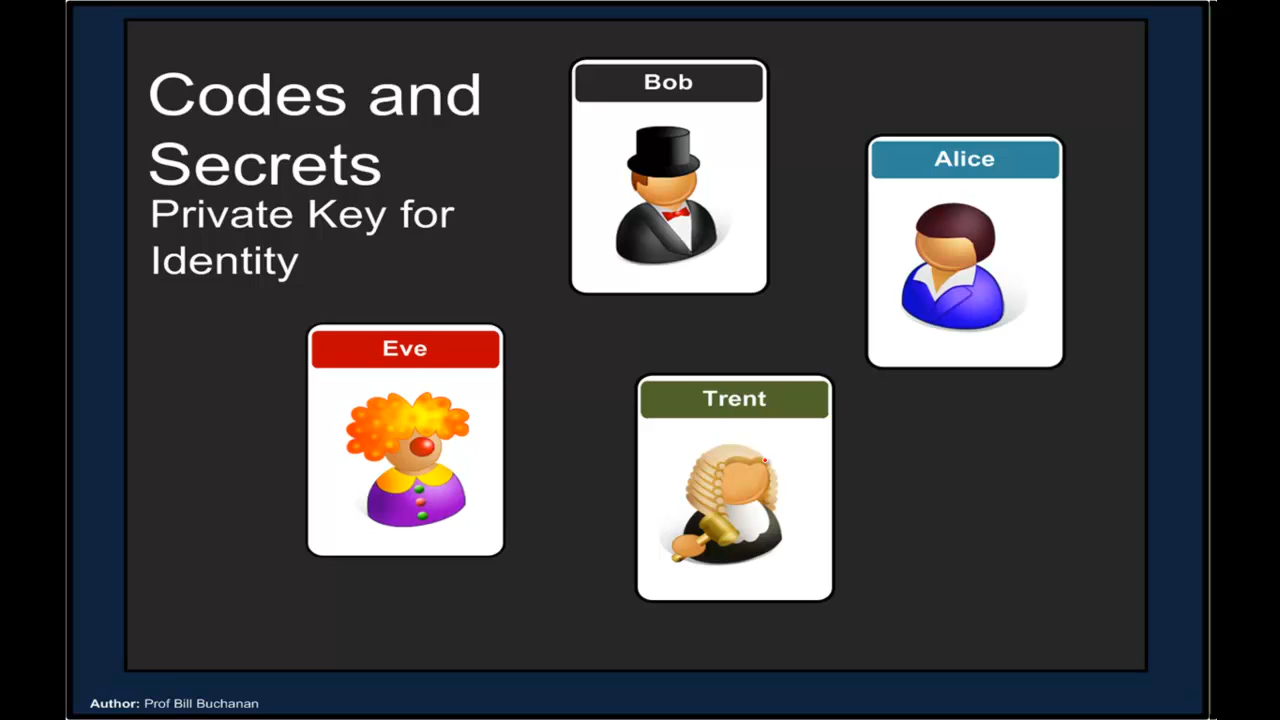 Codes and
Secrets
Private Key for
Identity
Bob
Alice
Eve
Trent
Author: Prof Bill Buchanan